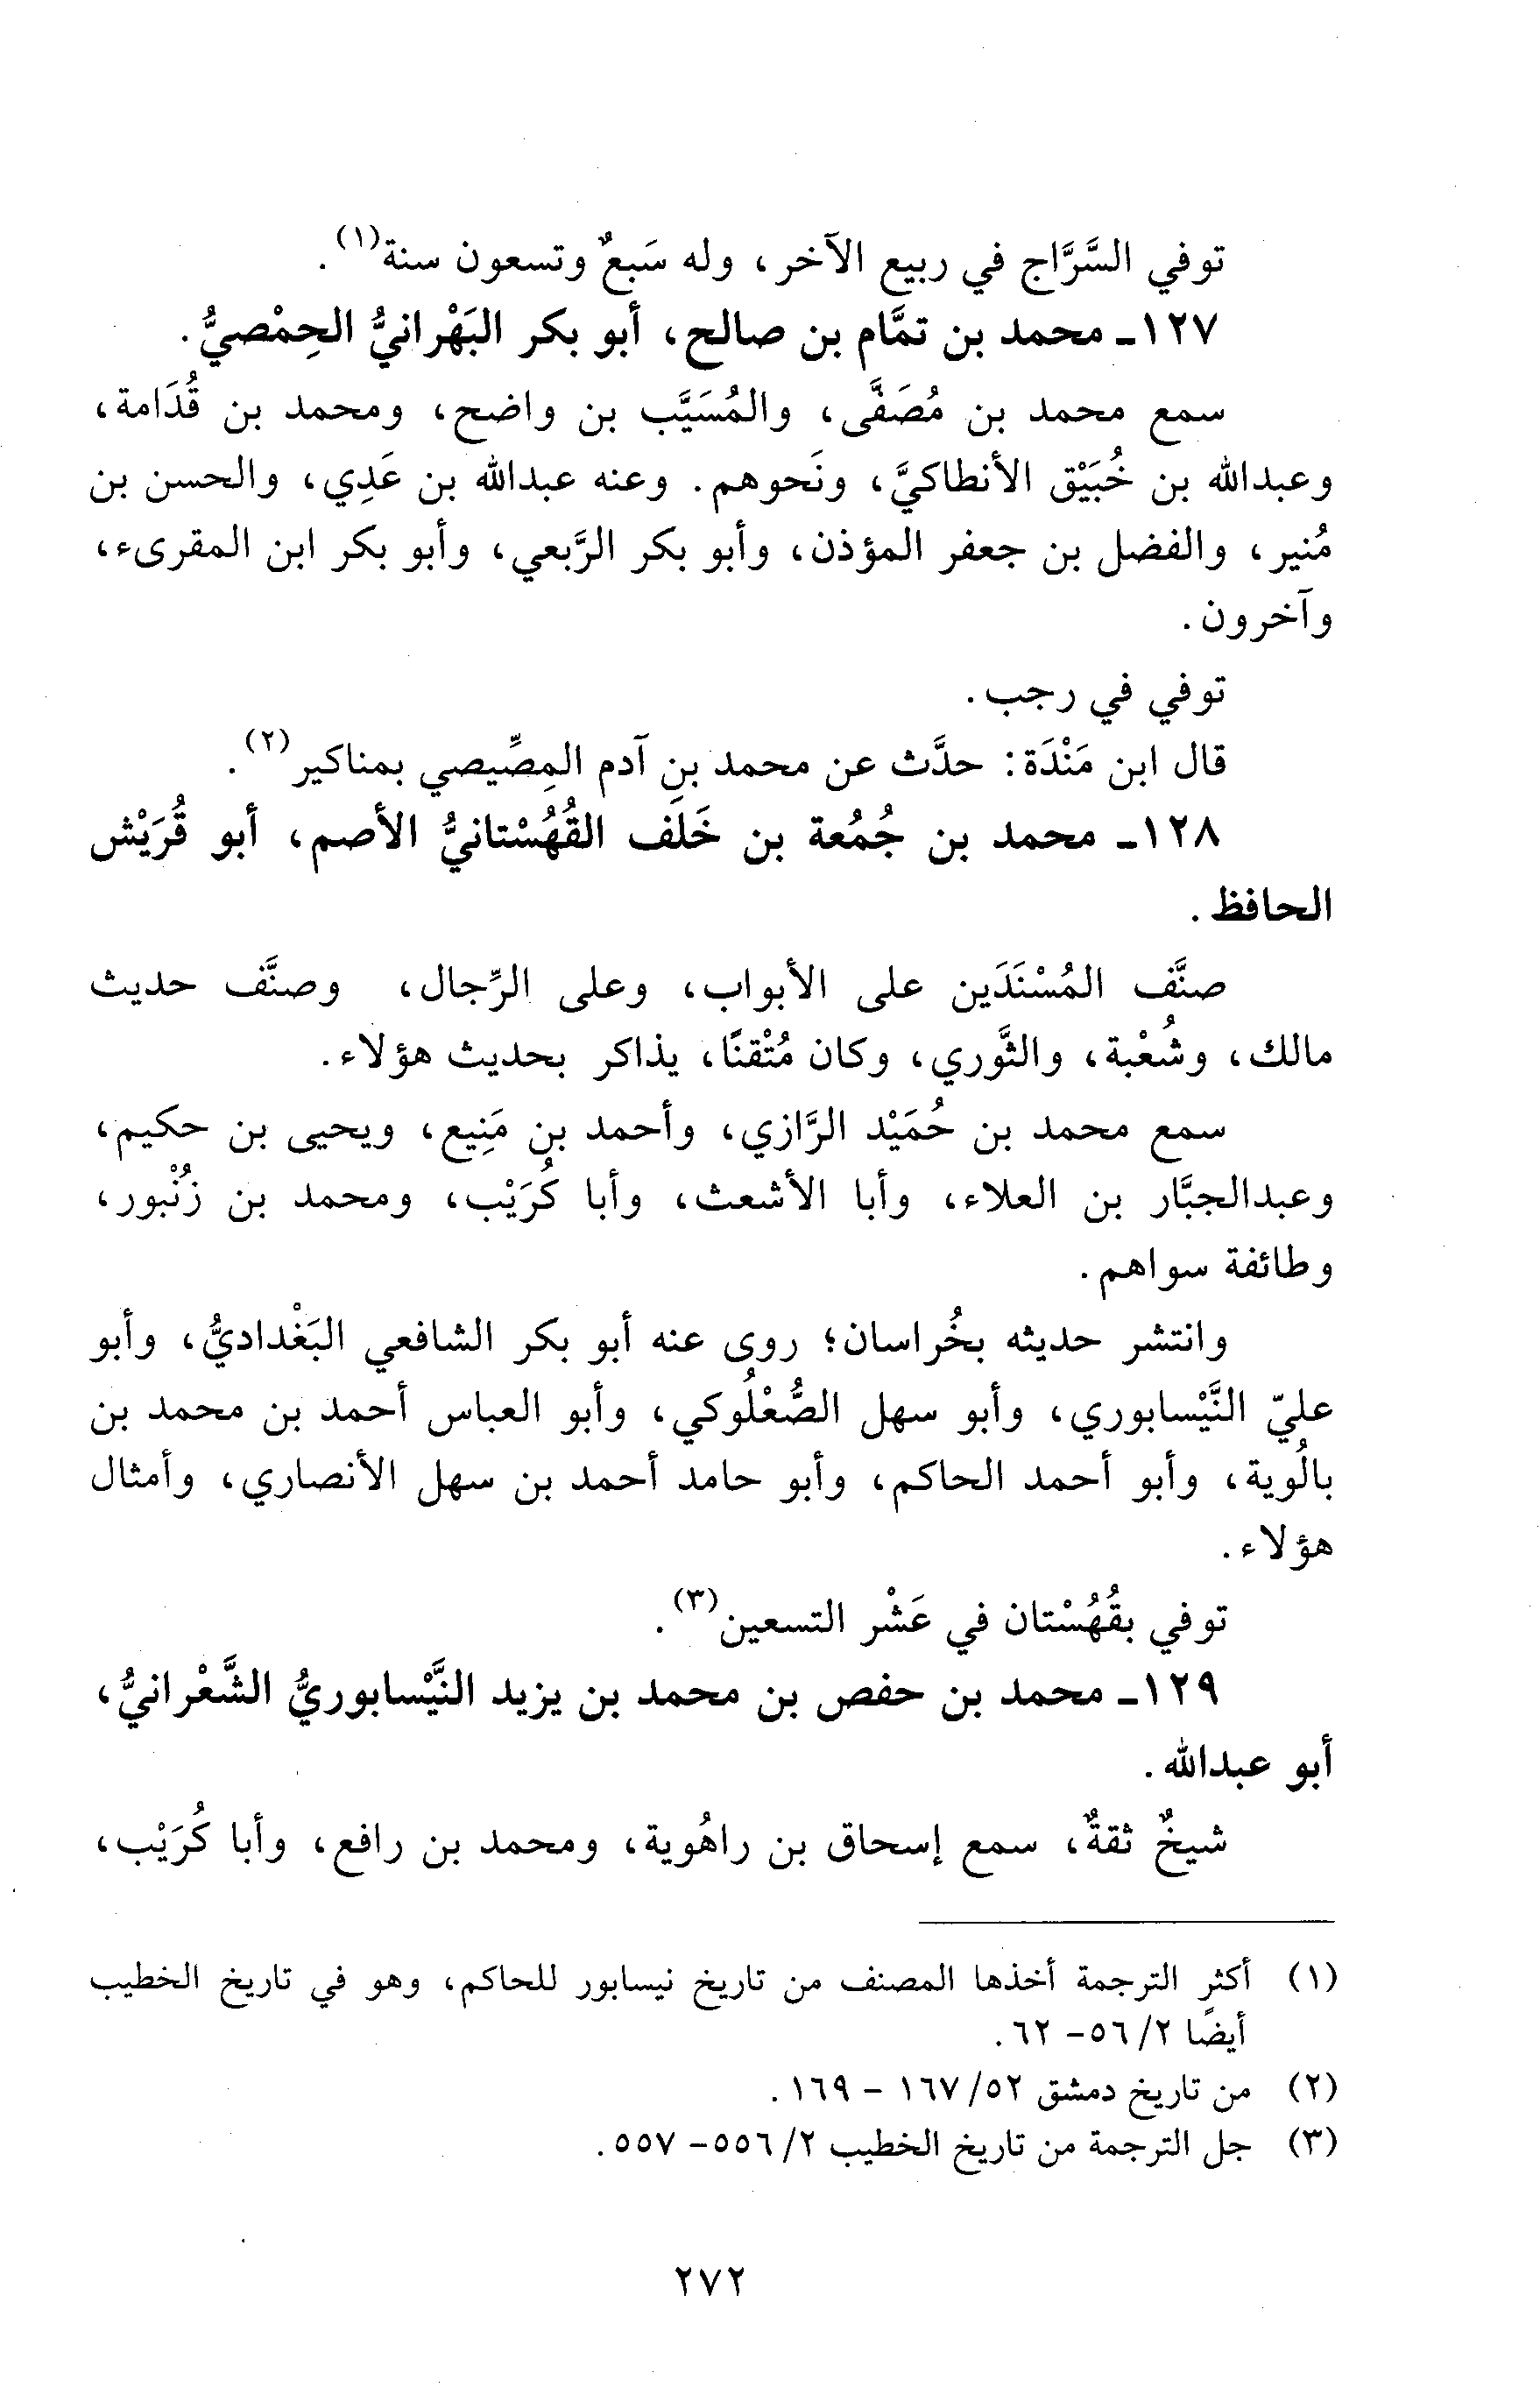 توفي السَّرَّاج في ربيع الآخر، وله سَبعٌ وتسعون سنة(١).
١٢٧ـ محمد بن تمَّام بن صالح، أبو بكر البَهْرانيُّ الحِمْصيُّ.
سمع محمد بن مُصَفَّى، والمُسَيَّب بن واضح، ومحمد بن قُدَامة،
وعبدالله بن خُبَيْق الأنطاكيَّ، ونَحوهم. وعنه عبدالله بن عَدِي، والحسن بن
مُنير، والفضل بن جعفر المؤذن، وأبو بكر الرَّبعي، وأبو بكر ابن المقرىء،
وآخرون.
توفي في رجب.
قال ابن مَنْدَة: حدَّث عن محمد بن آدم المِصِّيصي بمناكير(٢).
١٢٨ـ محمد بن جُمُعة بن خَلَف القُهُسْتانيُّ الأصم، أبو قُرَيْش
الحافظ.
صنَّف المُسْنَدَين على الأبواب، وعلى الرِّجال، وصنَّف حديث
مالك، وشُعْبة، والثَّوري، وكان مُتْقنًا، يذاكر بحديث هؤلاء.
سمع محمد بن حُمَيْد الرَّازي، وأحمد بن مَنِيع، ويحيى بن حكيم،
وعبدالجبَّار بن العلاء، وأبا الأشعث، وأبا كُرَيْب، ومحمد بن زُنْبور،
وطائفة سواهم.
وانتشر حديثه بخُراسان؛ روى عنه أبو بكر الشافعي البَغْداديُّ، وأبو
عليّ النَّيْسابوري، وأبو سهل الصُّعْلُوكي، وأبو العباس أحمد بن محمد بن
بالُوية، وأبو أحمد الحاكم، وأبو حامد أحمد بن سهل الأنصاري، وأمثال
هؤلاء.
توفي بقُهُسْتان في عَشْر التسعين(٣).
١٢٩ـ محمد بن حفص بن محمد بن يزيد النَّيْسابوريُّ الشَّعْرانيُّ،
أبو عبدالله.
شيخٌ ثقةٌ، سمع إسحاق بن راهُوية، ومحمد بن رافع، وأبا كُرَيْب،
(١) أكثر الترجمة أخذها المصنف من تاريخ نيسابور للحاكم، وهو في تاريخ الخطيب
أيضًا ٢/ ٥٦- ٦٢.
(٢) من تاريخ دمشق ٥٢/ ١٦٧ - ١٦٩.
(٣) جل الترجمة من تاريخ الخطيب ٢/ ٥٥٦- ٥٥٧.
٢٧٢